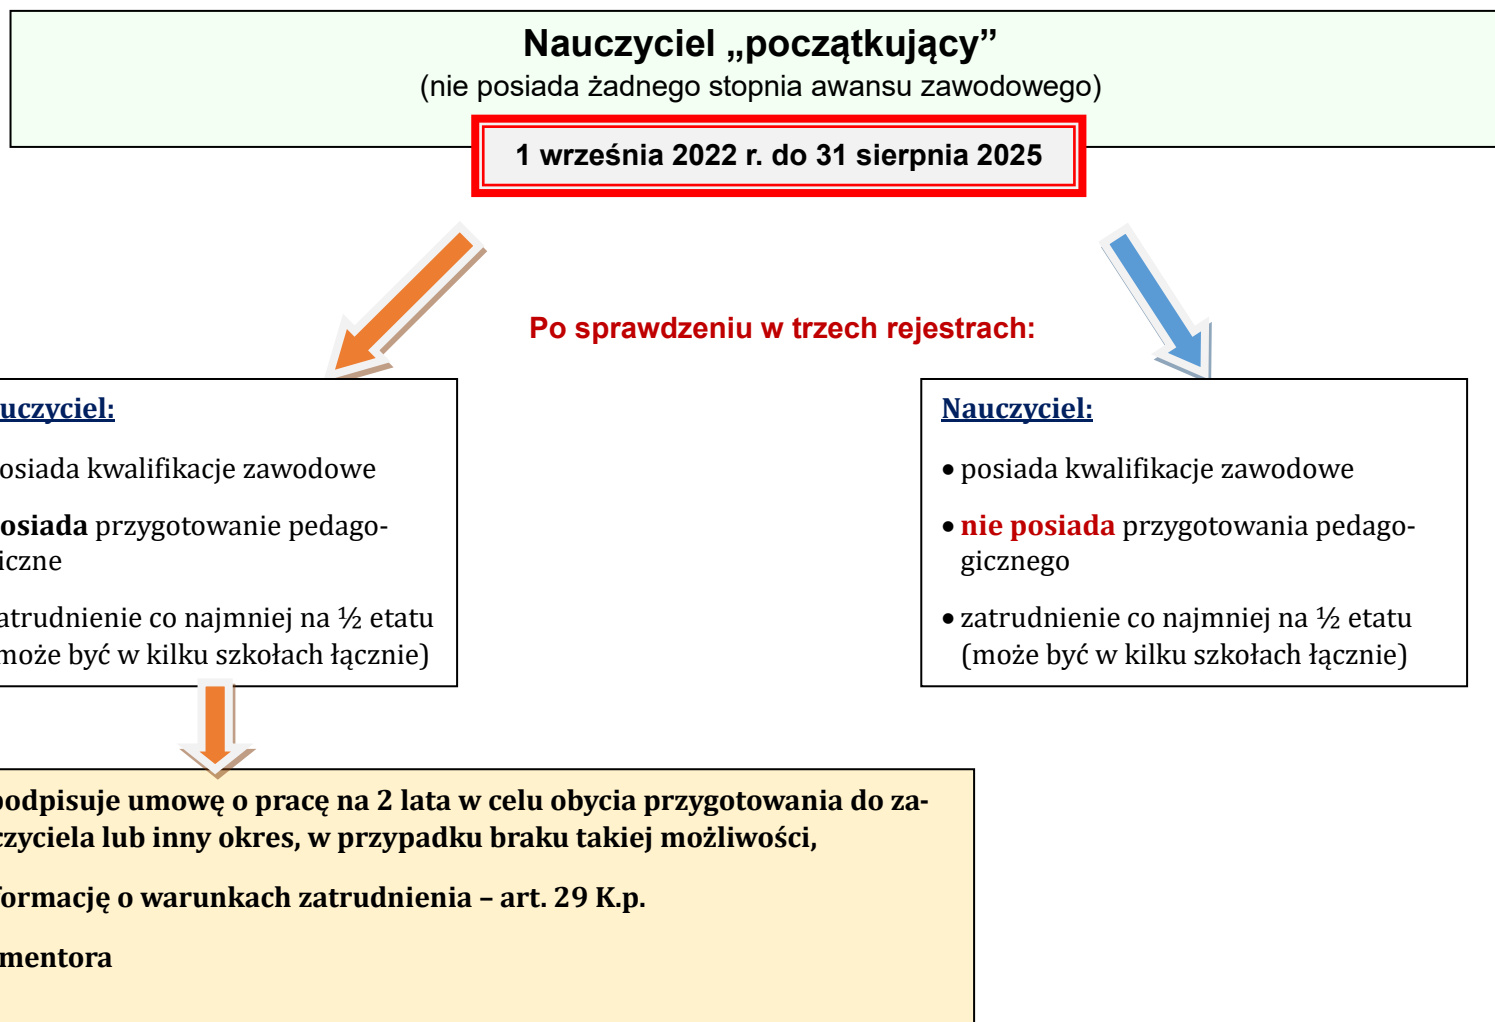 Nauczyciel „początkujący”
(nie posiada żadnego stopnia awansu zawodowego)
1 września 2022 r. do 31 sierpnia 2025
Po sprawdzeniu w trzech rejestrach:
uczyciel:
osiada kwalifikacje zawodowe
osiada przygotowanie pedago-
iczne
atrudnienie co najmniej na ½ etatu
może być w kilku szkołach łącznie)
Nauczyciel:
• posiada kwalifikacje zawodowe
• nie posiada przygotowania pedago-
gicznego
• zatrudnienie co najmniej na ½ etatu
(może być w kilku szkołach łącznie)
podpisuje umowę o pracę na 2 lata w celu obycia przygotowania do za-
czyciela lub inny okres, w przypadku braku takiej możliwości,
formację o warunkach zatrudnienia – art. 29 K.p.
mentora